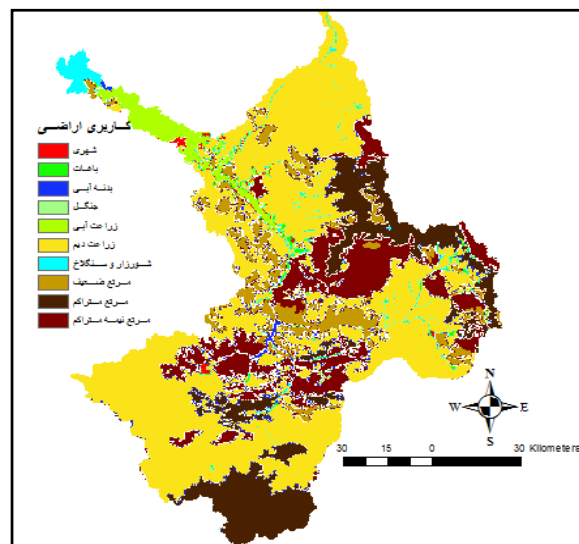 کاربری اراضی
شهری
باغات
بدنه آبی
جنگل
زراعت آبی
زراعت دیم
شورزار و سنگلاخ
مرتع ضعیف
مرتع متراکم
مرتع نیمه متراکم
N
W E
S
30 15 0 30 Kilometers